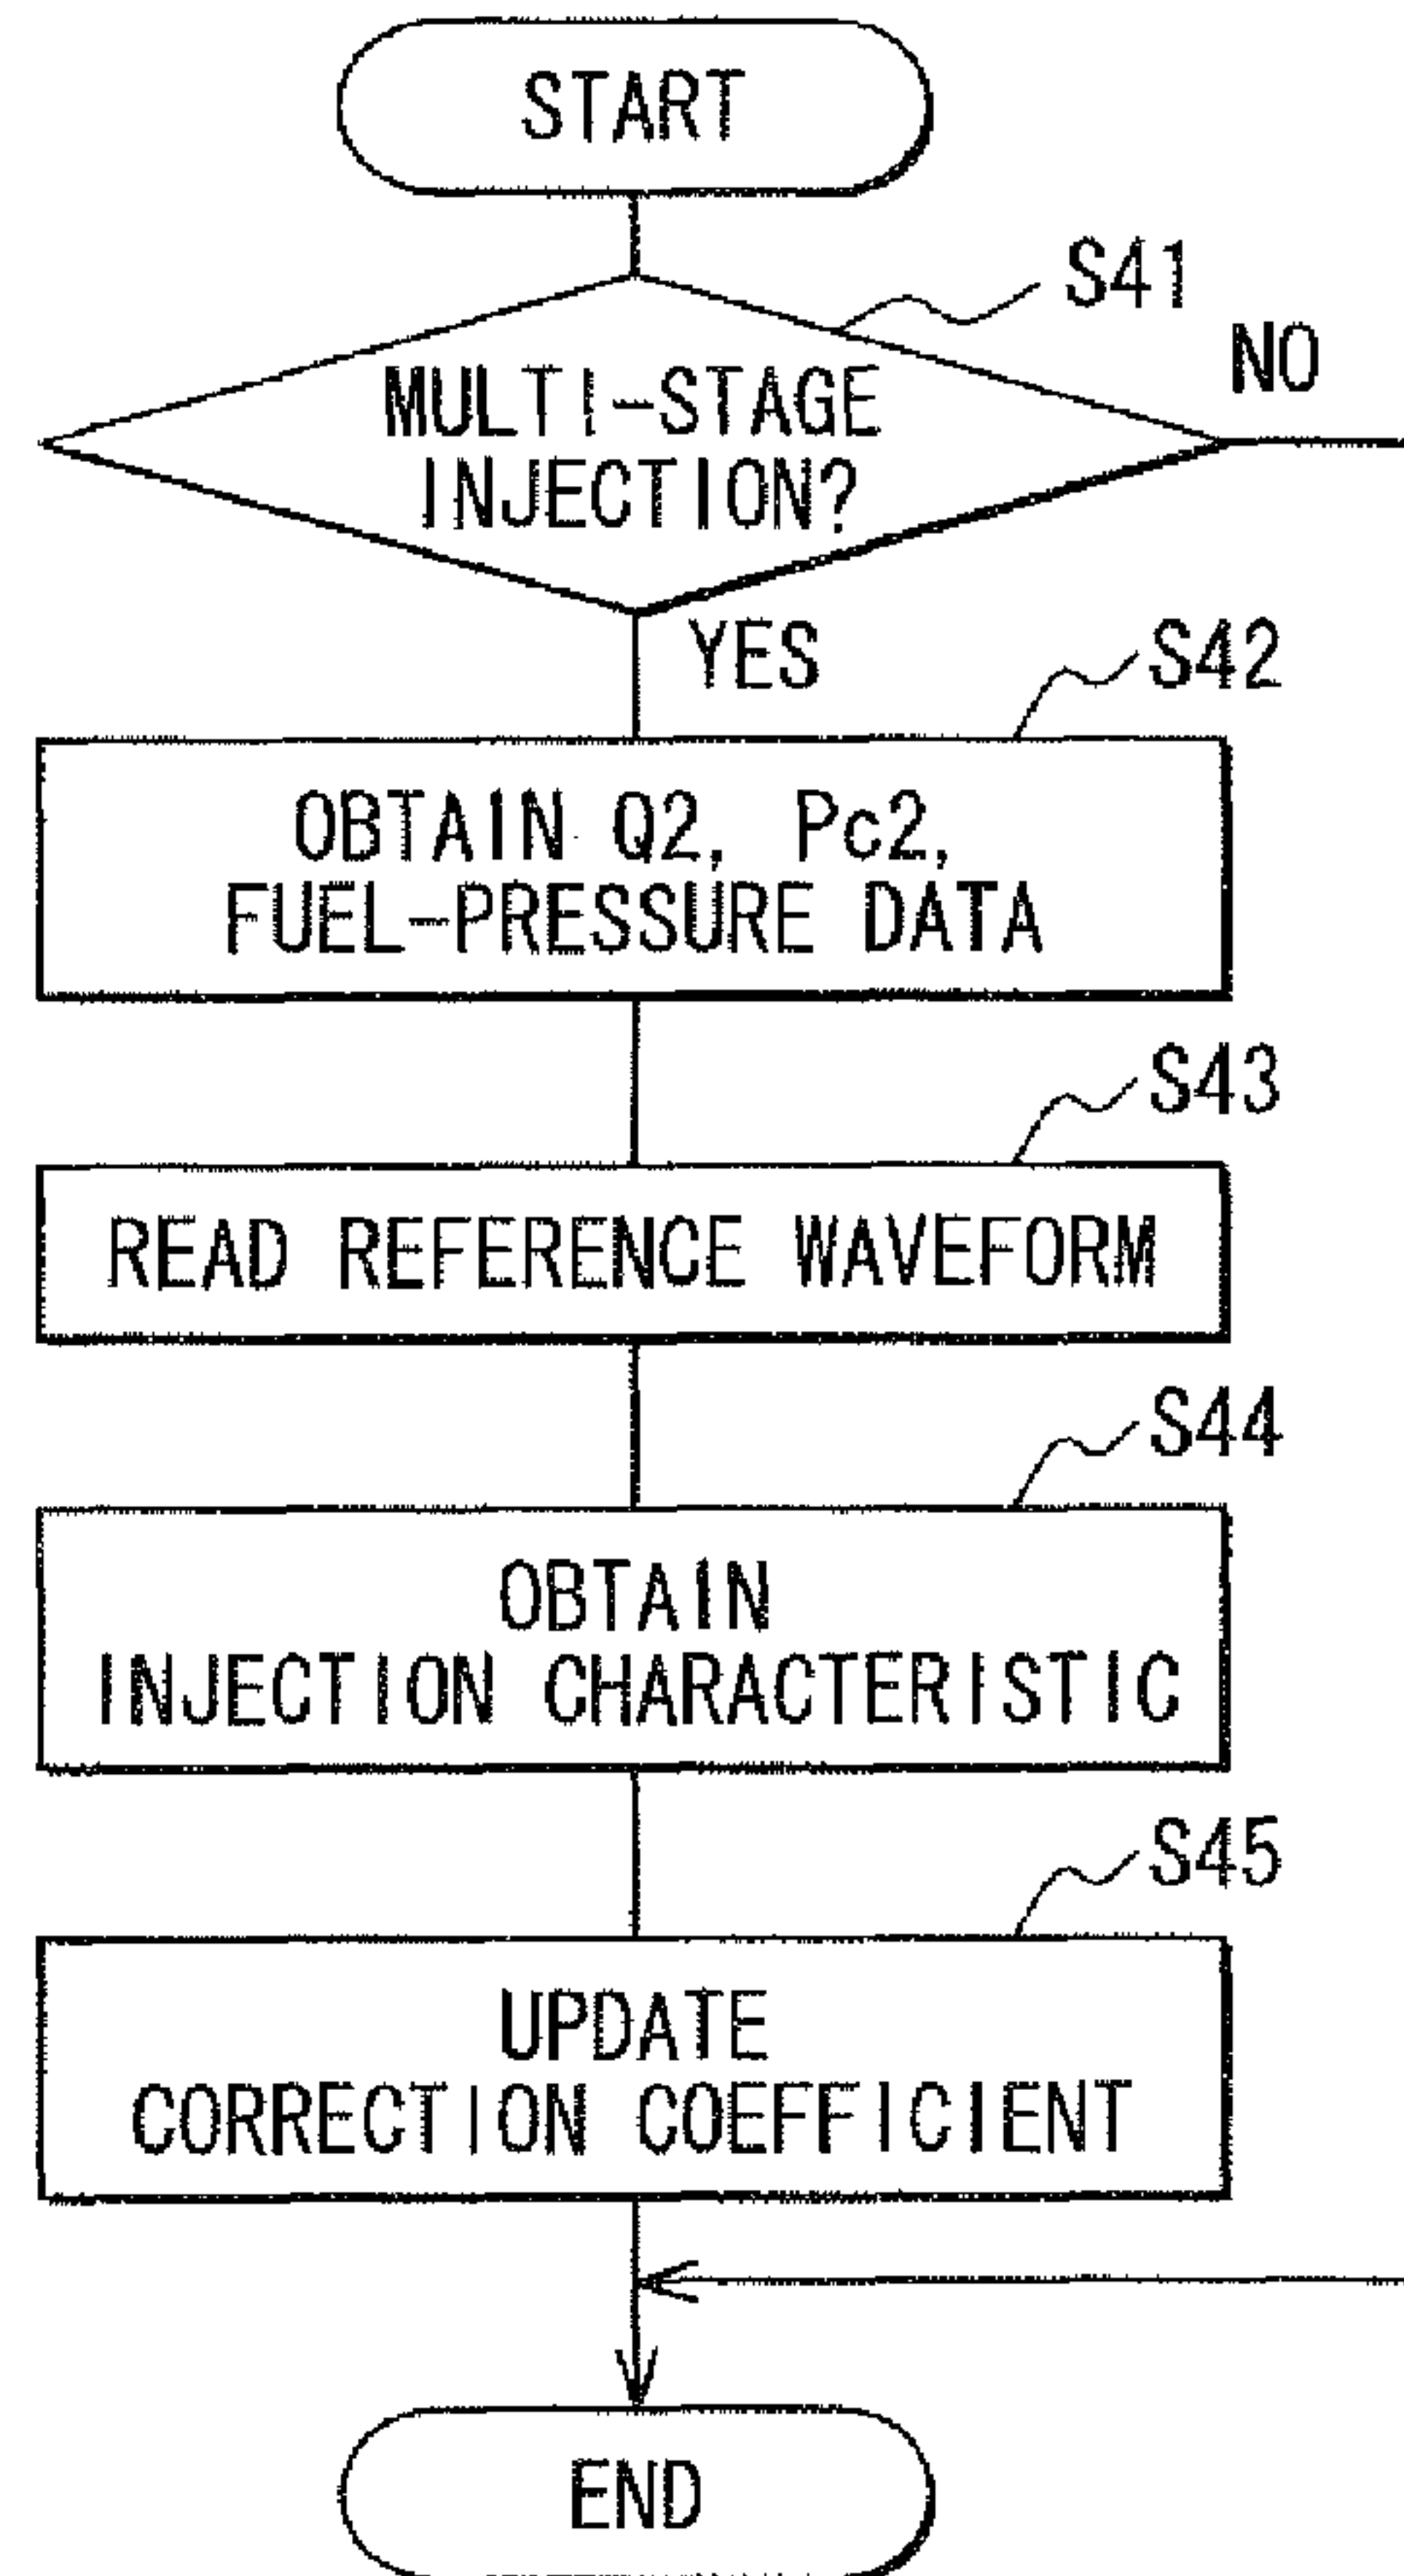 START
S41
NO
MULTI-STAGE
INJECTION?
YES
S42
OBTAIN Q2, Pc2,
FUEL-PRESSURE DATA
S43
READ REFERENCE WAVEFORM
S44
OBTAIN
INJECTION CHARACTERISTIC
S45
UPDATE
CORRECTION COEFFICIENT
END